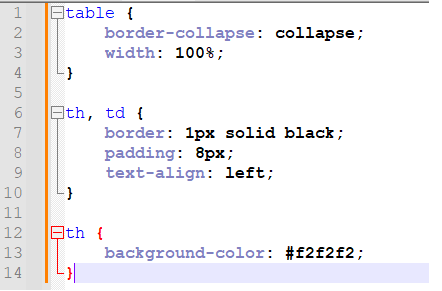 1 table {
2     border-collapse: collapse;
3     width: 100%;
4 }
5
6 th, td {
7     border: 1px solid black;
8     padding: 8px;
9     text-align: left;
10 }
11
12 th {
13     background-color: #f2f2f2;
14 }